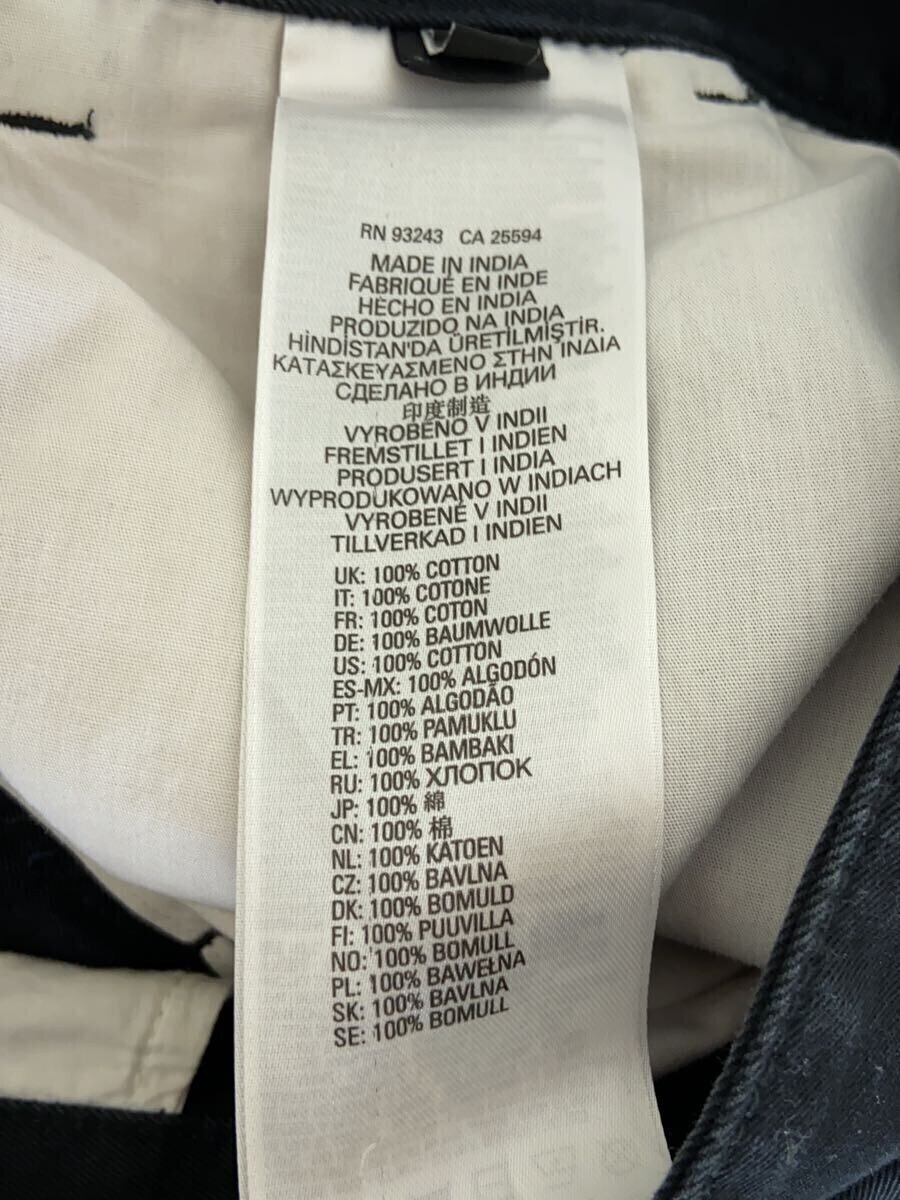 RN 93243 CA 25594
MADE IN INDIA
FABRIQUÉ EN INDE
HECHO EN INDIA
PRODUZIDO NA INDIA
HİNDİSTAN'DA ÜRETİLMİŞTİR.
ΚΑΤΑΣΚΕΥΑΣΜΕΝΟ ΣΤΗΝ ΙΝΔΙΑ
СДЕЛАНО В ИНДИИ
印度制造
VYROBENO V INDII
FREMSTILLET I INDIEN
PRODUSERT I INDIA
WYPRODUKOWANO W INDIACH
VYROBENÉ V INDII
TILLVERKAD I INDIEN
UK: 100% COTTON
IT: 100% COTONE
FR: 100% COTON
DE: 100% BAUMWOLLE
US: 100% COTTON
ES-MX: 100% ALGODÓN
PT: 100% ALGODÃO
TR: 100% PAMUKLU
EL: 100% ΒΑΜΒΑΚΙ
RU: 100% ХЛОПОК
JP: 100% 綿
CN: 100% 棉
NL: 100% KATOEN
CZ: 100% BAVLNA
DK: 100% BOMULD
FI: 100% PUUVILLA
NO: 100% BOMULL
PL: 100% BAWEŁNA
SK: 100% BAVLNA
SE: 100% BOMULL